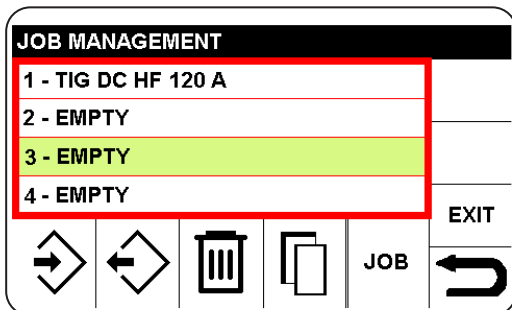 JOB MANAGEMENT
1 - TIG DC HF 120 A
2 - EMPTY
3 - EMPTY
4 - EMPTY
EXIT
JOB